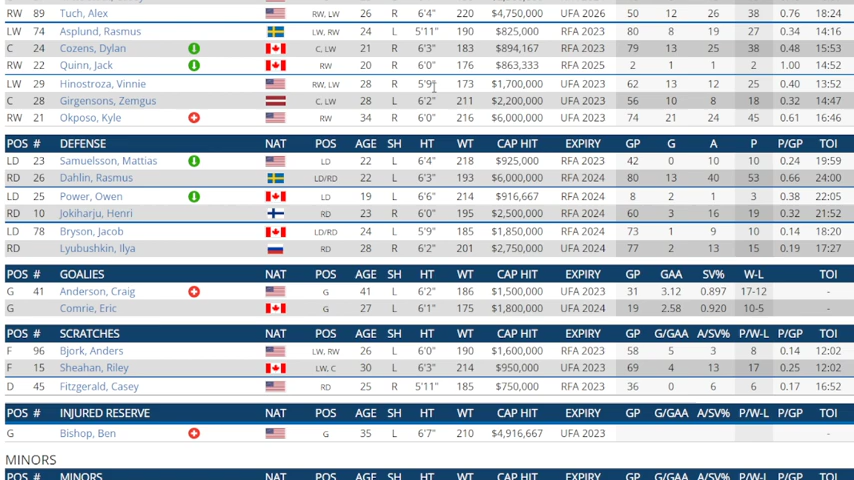 RW 89 Tuch, Alex RW, LW 26 R 6'4" 220 $4,750,000 UFA 2026 50 12 26 38 0.76 18:24
LW 74 Asplund, Rasmus RW, LW 24 L 5'11" 190 $825,000 RFA 2023 80 8 19 27 0.34 14:16
C 24 Cozens, Dylan C, LW 21 R 6'3" 183 $894,167 RFA 2023 79 13 25 38 0.48 15:53
RW 22 Quinn, Jack RW 20 R 6'0" 176 $863,333 RFA 2025 2 1 1 2 1.00 14:52
LW 29 Hinostroza, Vinnie RW, LW 28 R 5'9" 173 $1,700,000 UFA 2023 62 13 12 25 0.40 13:52
C 28 Girgensons, Zemgus C, LW 28 L 6'2" 211 $2,200,000 UFA 2023 56 10 8 18 0.32 14:47
RW 21 Okposo, Kyle RW 34 R 6'0" 216 $6,000,000 UFA 2023 74 21 24 45 0.61 16:46
POS # DEFENSE NAT POS AGE SH HT WT CAP HIT EXPIRY GP G A P P/GP TOI
LD 23 Samuelsson, Mattias LD 22 L 6'4" 218 $925,000 RFA 2023 42 0 10 10 0.24 19:59
RD 26 Dahlin, Rasmus LD/RD 22 L 6'3" 193 $6,000,000 RFA 2024 80 13 40 53 0.66 24:00
LD 25 Power, Owen LD 19 L 6'6" 214 $916,667 RFA 2024 8 2 1 3 0.38 22:05
RD 10 Jokiharju, Henri RD 23 R 6'0" 195 $2,500,000 RFA 2024 60 3 16 19 0.32 21:52
LD 78 Bryson, Jacob LD/RD 24 L 5'9" 185 $1,850,000 RFA 2024 73 1 9 10 0.14 18:20
RD Lyubushkin, Ilya RD 28 R 6'2" 201 $2,750,000 UFA 2024 77 2 13 15 0.19 17:27
POS # GOALIES NAT POS AGE SH HT WT CAP HIT EXPIRY GP GAA SV% W-L TOI
G 41 Anderson, Craig G 41 L 6'2" 186 $1,500,000 UFA 2023 31 3.12 0.897 17-12 -
G Comrie, Eric G 27 L 6'1" 175 $1,800,000 UFA 2024 19 2.58 0.920 10-5 -
POS # SCRATCHES NAT POS AGE SH HT WT CAP HIT EXPIRY GP G/GAA A/SV% P/W-L P/GP TOI
F 96 Bjork, Anders LW, RW 26 L 6'0" 190 $1,600,000 RFA 2023 58 5 3 8 0.14 12:02
F 15 Sheahan, Riley LW, C 30 L 6'3" 214 $950,000 UFA 2023 69 4 13 17 0.25 12:02
D 45 Fitzgerald, Casey RD 25 R 5'11" 185 $750,000 RFA 2023 36 0 6 6 0.17 16:52
POS # INJURED RESERVE NAT POS AGE SH HT WT CAP HIT EXPIRY GP G/GAA A/SV% P/W-L P/GP TOI
G Bishop, Ben G 35 L 6'7" 210 $4,916,667 UFA 2023 -
MINORS
POS # MINORS NAT POS AGE SH HT WT CAP HIT EXPIRY GP G/GAA A/SV% P/W-L P/GP TOI